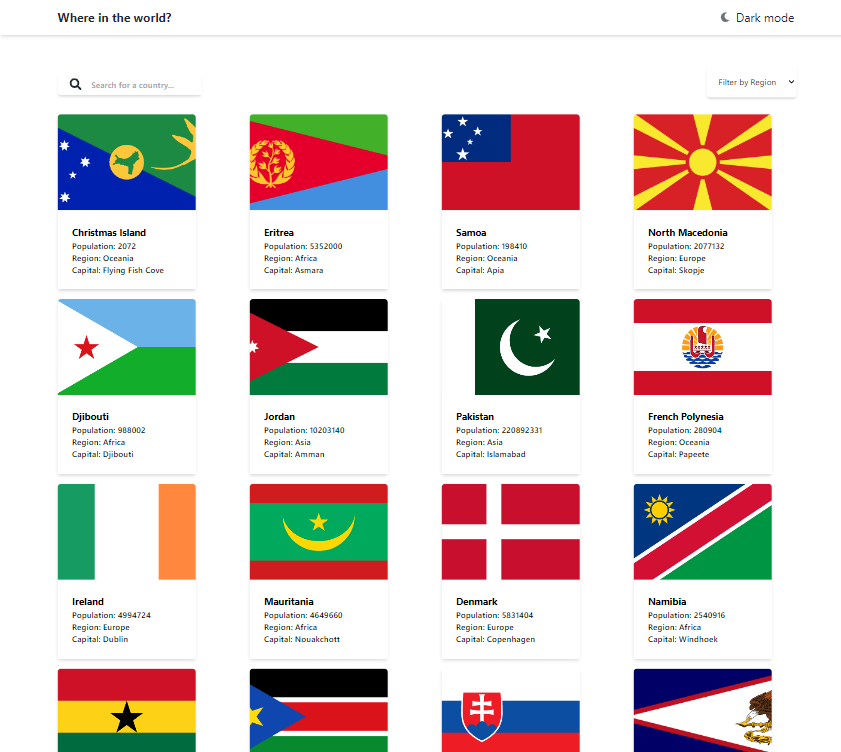 Where in the world?
Dark mode
Search for a country...
Filter by Region
Christmas Island
Population: 2072
Region: Oceania
Capital: Flying Fish Cove
Eritrea
Population: 5352000
Region: Africa
Capital: Asmara
Samoa
Population: 198410
Region: Oceania
Capital: Apia
North Macedonia
Population: 2077132
Region: Europe
Capital: Skopje
Djibouti
Population: 988002
Region: Africa
Capital: Djibouti
Jordan
Population: 10203140
Region: Asia
Capital: Amman
Pakistan
Population: 220892331
Region: Asia
Capital: Islamabad
French Polynesia
Population: 280904
Region: Oceania
Capital: Papeete
Ireland
Population: 4994724
Region: Europe
Capital: Dublin
Mauritania
Population: 4649660
Region: Africa
Capital: Nouakchott
Denmark
Population: 5831404
Region: Europe
Capital: Copenhagen
Namibia
Population: 2540916
Region: Africa
Capital: Windhoek